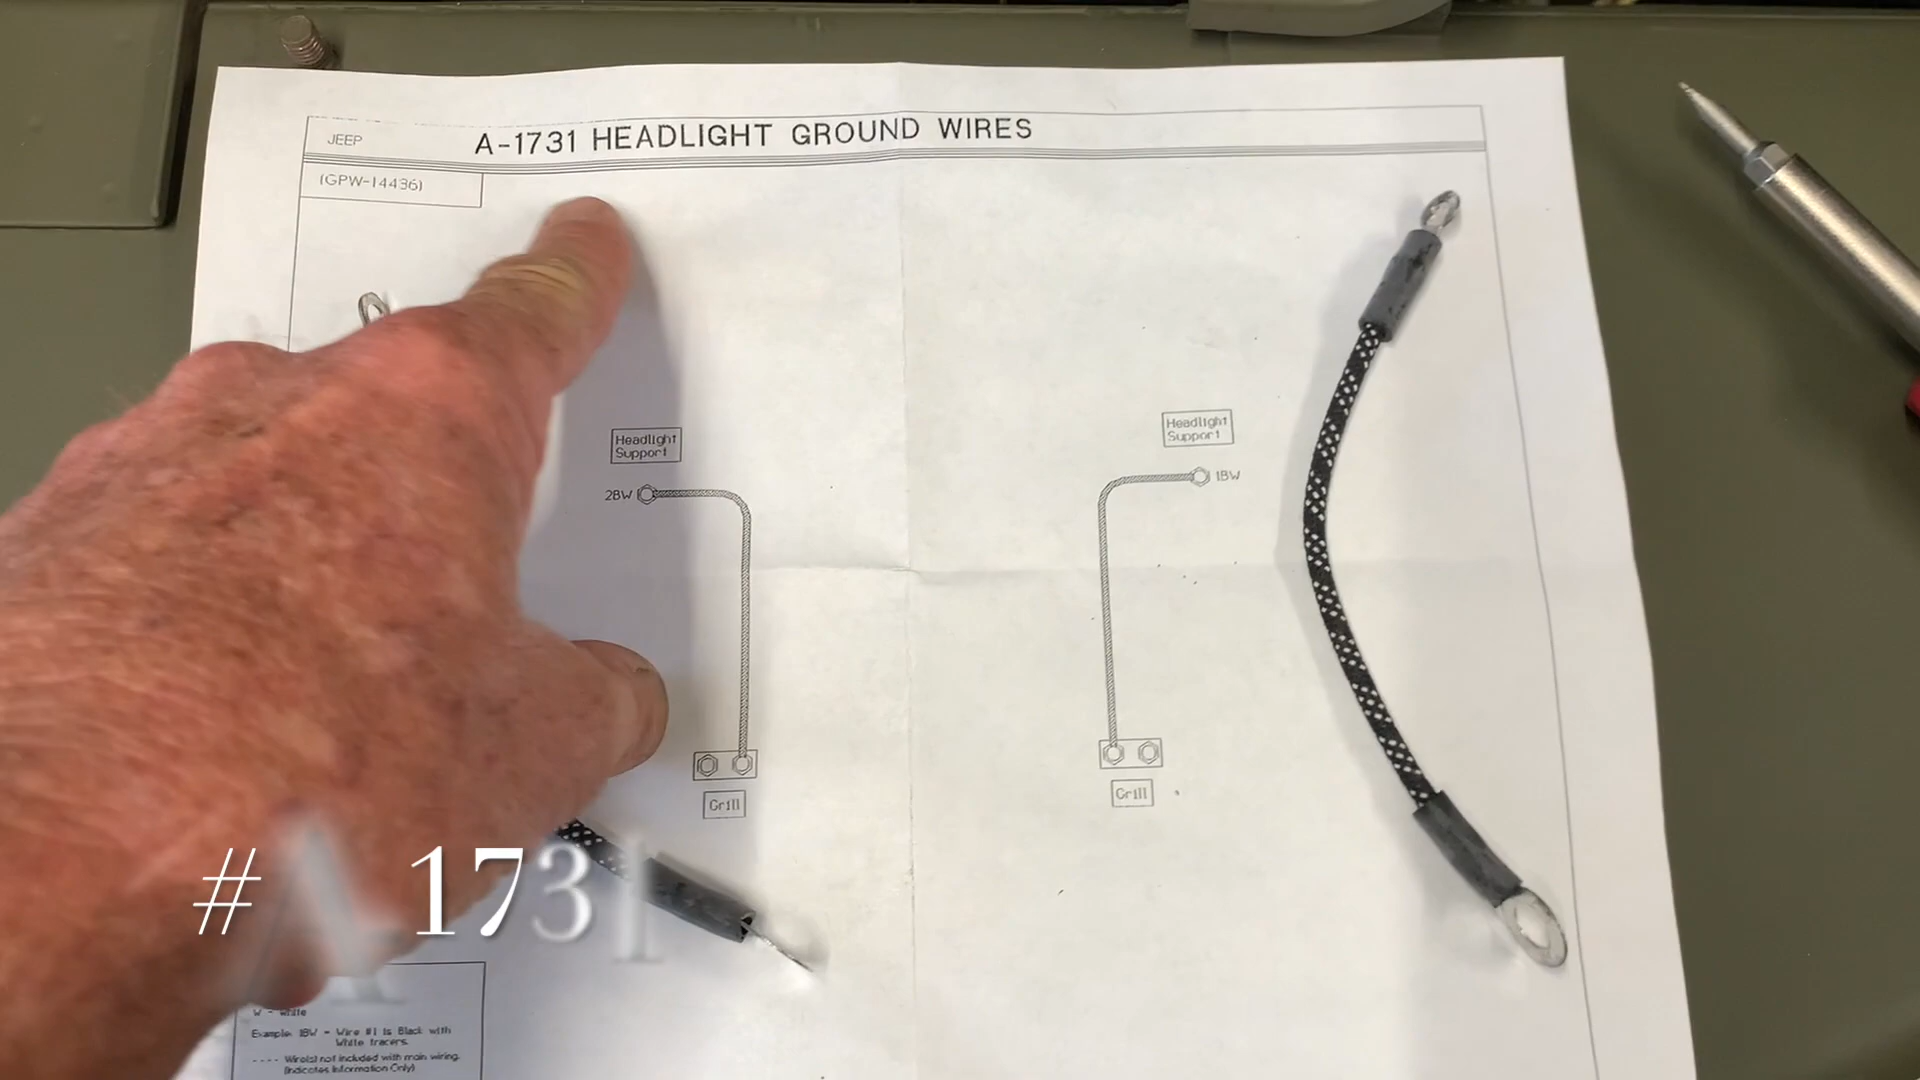 JEEP
A-1731 HEADLIGHT GROUND WIRES
(GPW-14436)
Headlight
Support
2BW
Headlight
Support
1BW
Grill
Grill
# A 1731
W - white
Example: 1BW - Wire #1 is Black with
White tracers.
---- Wire(s) not included with main wiring.
(Indicates Information Only)